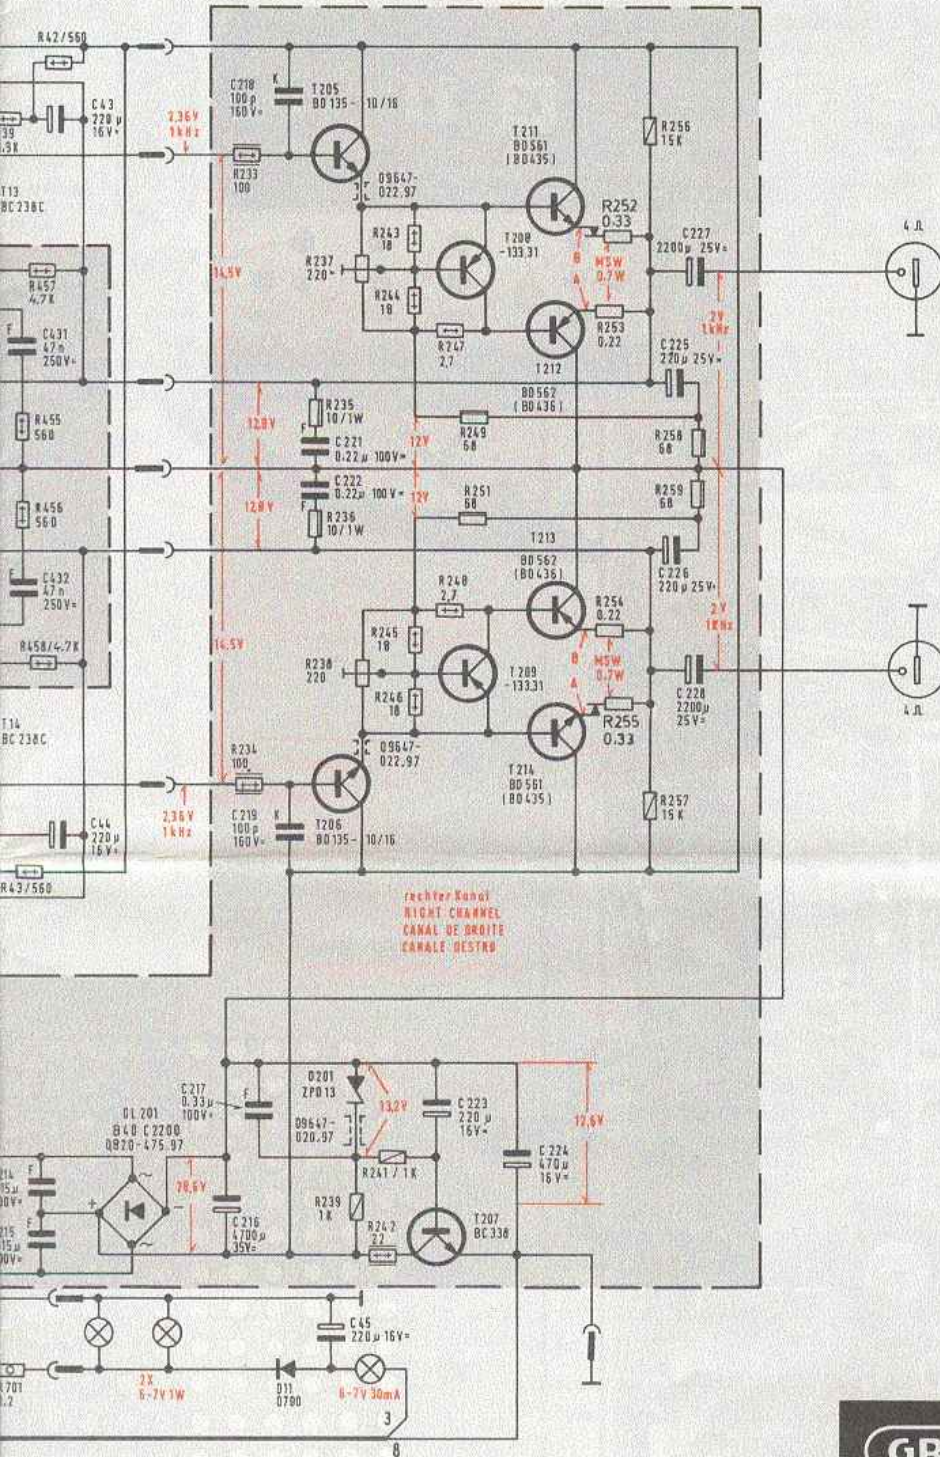 R42/560
C43
220 µ
16V=
2,36V
1kHz
T13
BC238C
C218
100p
160V=
K
T205
BD135- 10/16
R233
100
09647-
022.97
T211
BD561
(BD435)
R256
15K
R252
0.33
C227
2200µ 25V=
4 Ω
R243
18
R237
220
T208
-133.31
B
A
MSW
0.7W
R244
18
R247
2,7
R253
0.22
T212
14,5V
2V
1kHz
R457
4.7K
F
C431
47n
250V=
C225
220µ 25V=
BD562
(BD436)
R235
10/1W
F
C221
0.22µ 100V=
12,8V
12V
R249
68
R258
68
R455
560
C222
0.22µ 100V=
F
R236
10/1W
12,8V
12V
R251
68
R259
68
R456
560
T213
BD562
(BD436)
C226
220µ 25V=
F
C432
47n
250V=
R248
2,7
R254
0.22
R458/4.7K
14,5V
R245
18
R238
220
T209
-133.31
B
A
MSW
0.7W
2V
1KHz
R246
18
C228
2200µ
25V=
4 Ω
R255
0.33
T14
BC238C
R234
100
09647-
022.97
T214
BD561
(BD435)
2,36V
1kHz
C219
100p
160V=
K
T206
BD135- 10/16
R257
15K
C44
220µ
16V=
R43/560
rechter Kanal
RIGHT CHANNEL
CANAL DE DROITE
CANALE DESTRO
C217
0.33µ
100V=
F
D201
ZPD13
13,2V
C223
220µ
16V=
12,6V
GL201
B40 C2200
0820-475.97
09647-
020.97
R241/1K
C224
470µ
16V=
F
+
~
-
28,6V
R239
1K
C216
4700µ
35V=
R242
22
T207
BC338
F
~
C45
220µ 16V=
2X
6-7V 1W
D11
0790
6-7V 30mA
3
8